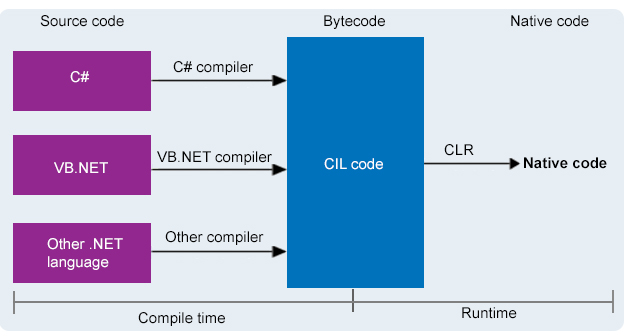 Source code
Bytecode
Native code
C#
C# compiler
VB.NET
VB.NET compiler
CIL code
CLR
Native code
Other .NET
language
Other compiler
Compile time
Runtime